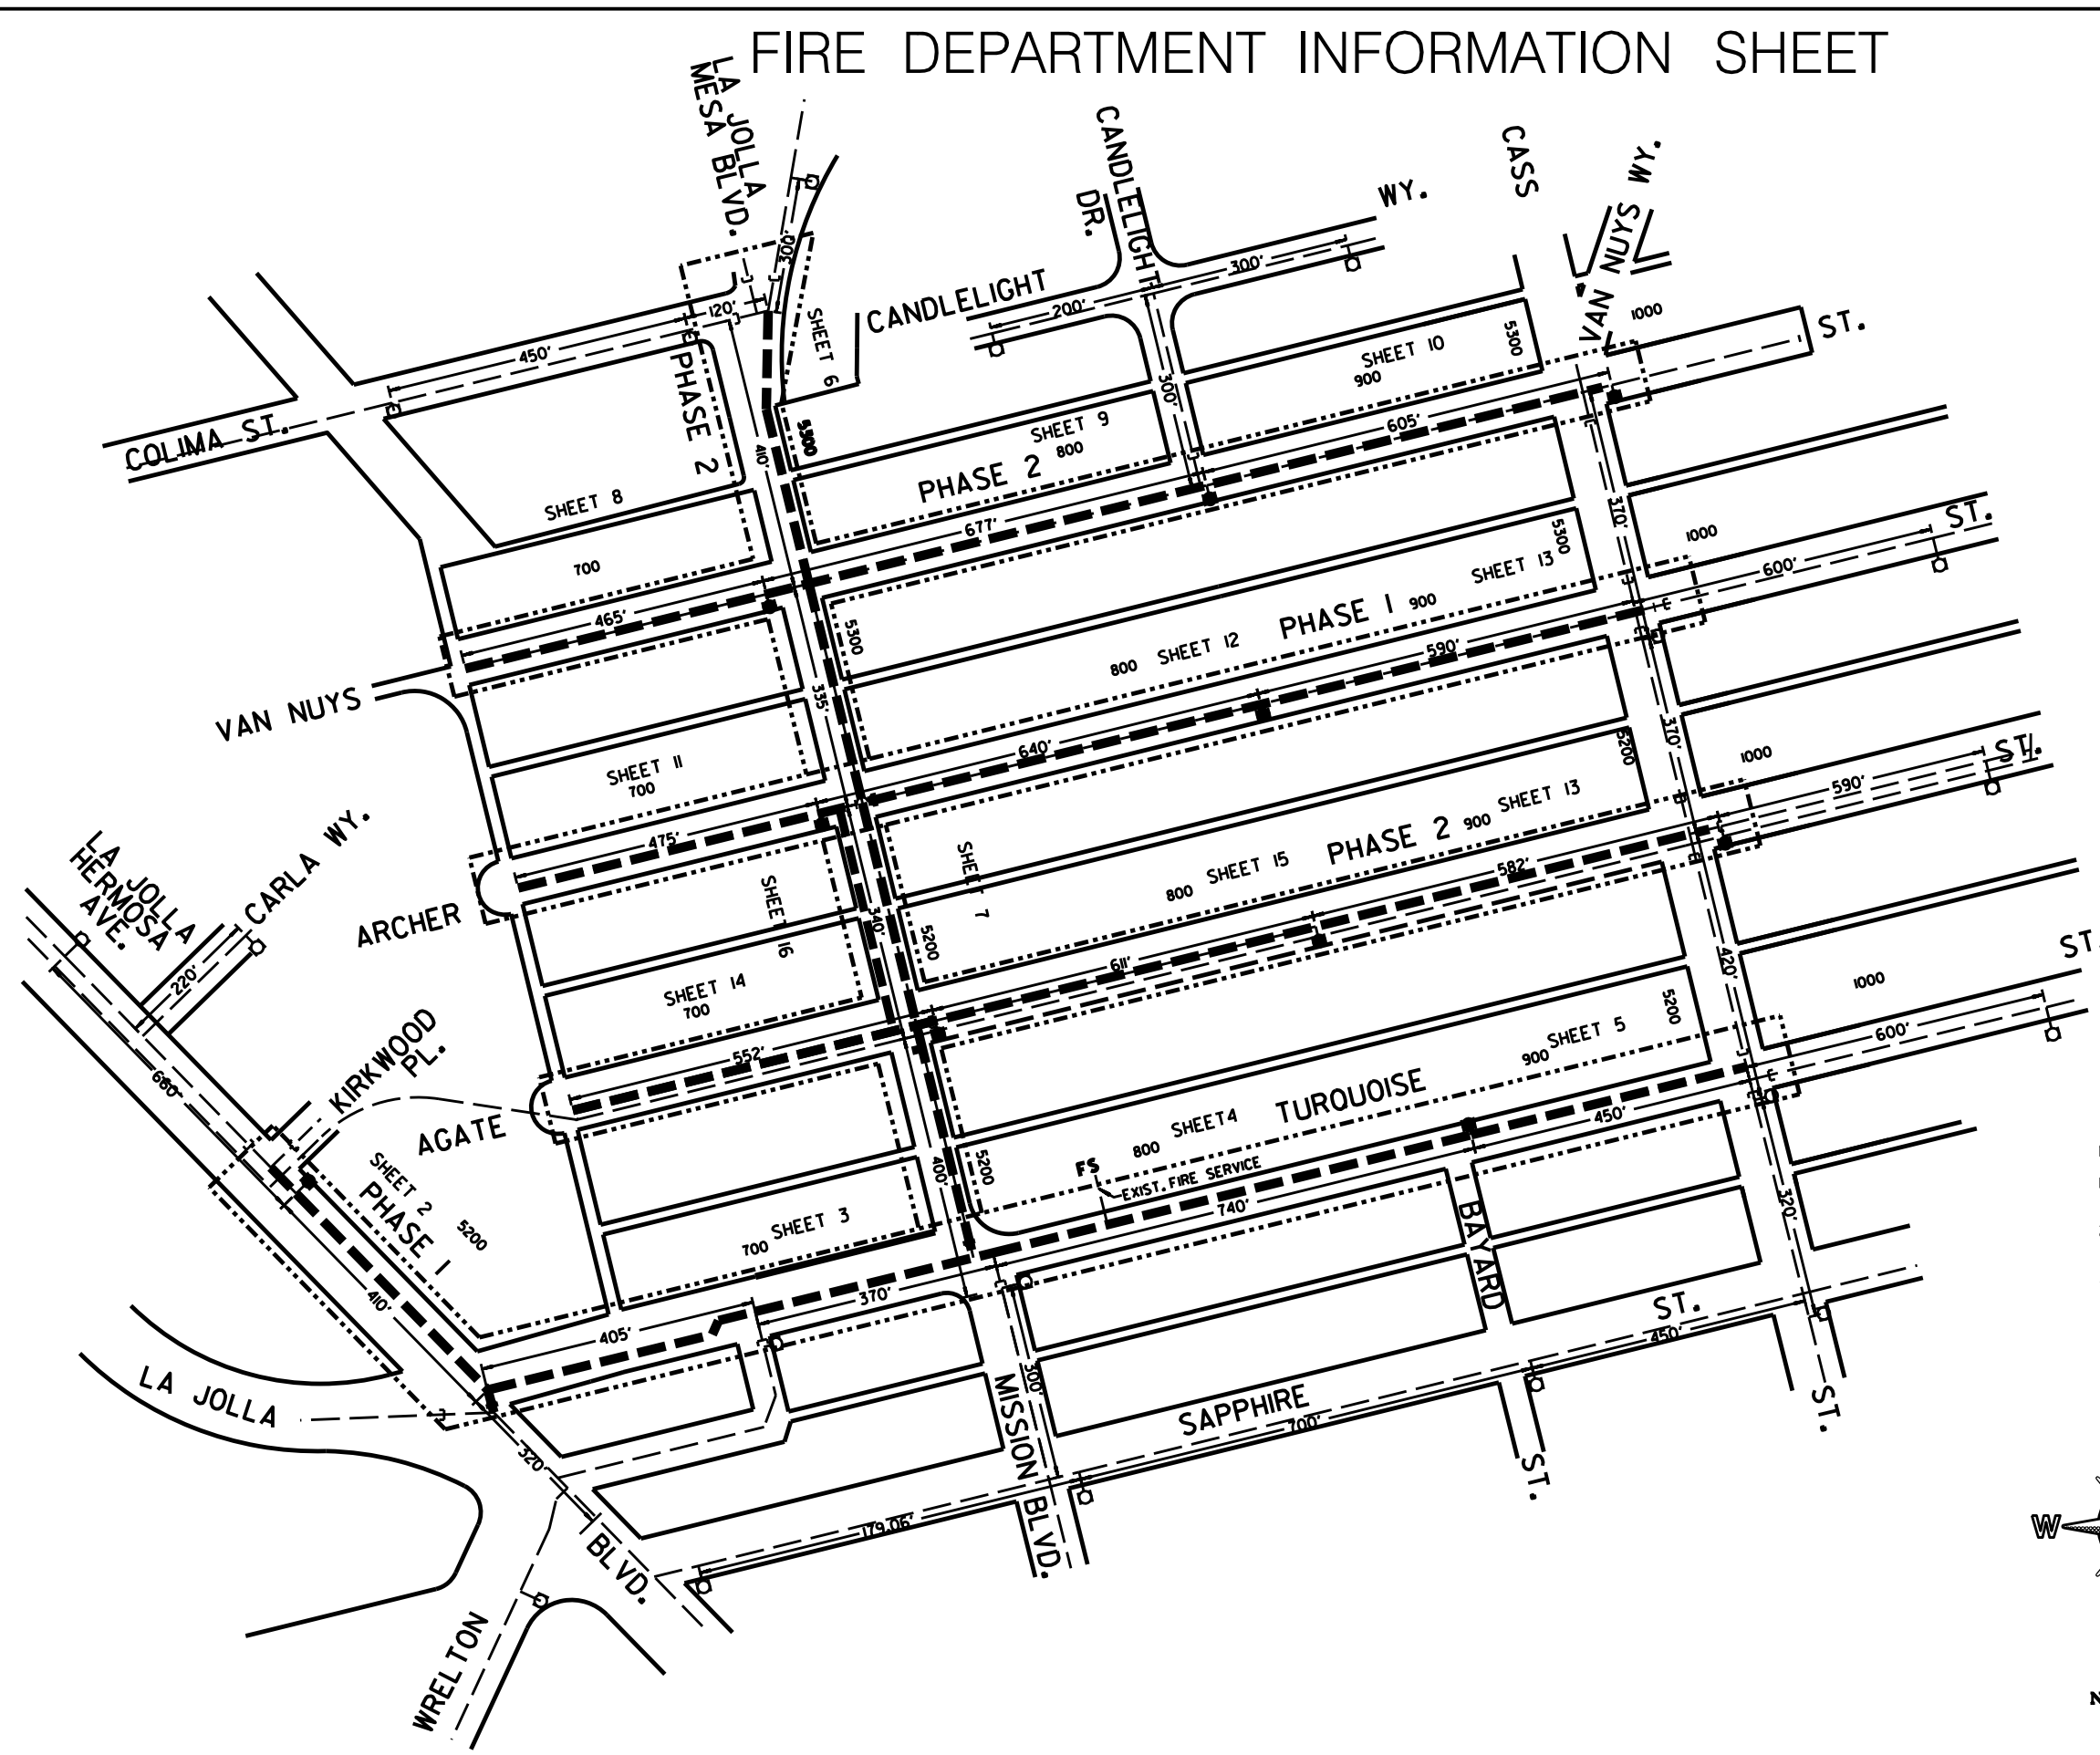 FIRE DEPARTMENT INFORMATION SHEET
LA JOLLA
MESA BLVD.
CANDLELIGHT
DR.
CASS
VAN NUYS WY.
WY.
300'
300'
CANDLELIGHT
200'
SHEET 6
120'
450'
1000
ST.
5300
SHEET 10
900
PHASE 2
COLIMA ST.
410'
300'
SHEET 9
800
PHASE 2
605'
SHEET 8
677'
370'
700
465'
5300
SHEET 13
1000
ST.
600'
PHASE 1 900
SHEET 12
800
590'
5300
335'
VAN NUYS
640'
370'
5200
1000
ST.
590'
SHEET 11
700
475'
SHEET 13
PHASE 2 900
SHEET 15
800
582'
SHEET 7
SHEET 16
340'
5200
LA JOLLA
HERMOSA
AVE.
CARLA WY.
220'
ARCHER
611'
420'
1000
ST.
600'
SHEET 14
700
552'
5200
SHEET 5
900
TURQUOISE
SHEET 4
800
660'
KIRKWOOD
PL.
AGATE
400'
5200
FS
EXIST. FIRE SERVICE
450'
740'
SHEET 2
PHASE 1
5200
SHEET 3
700
BAYARD
320'
410'
405'
370'
300'
ST.
450'
LA JOLLA
MISSION BLVD.
SAPPHIRE
700'
ST.
ST.
320'
179.06'
BLVD.
WRELTON
W